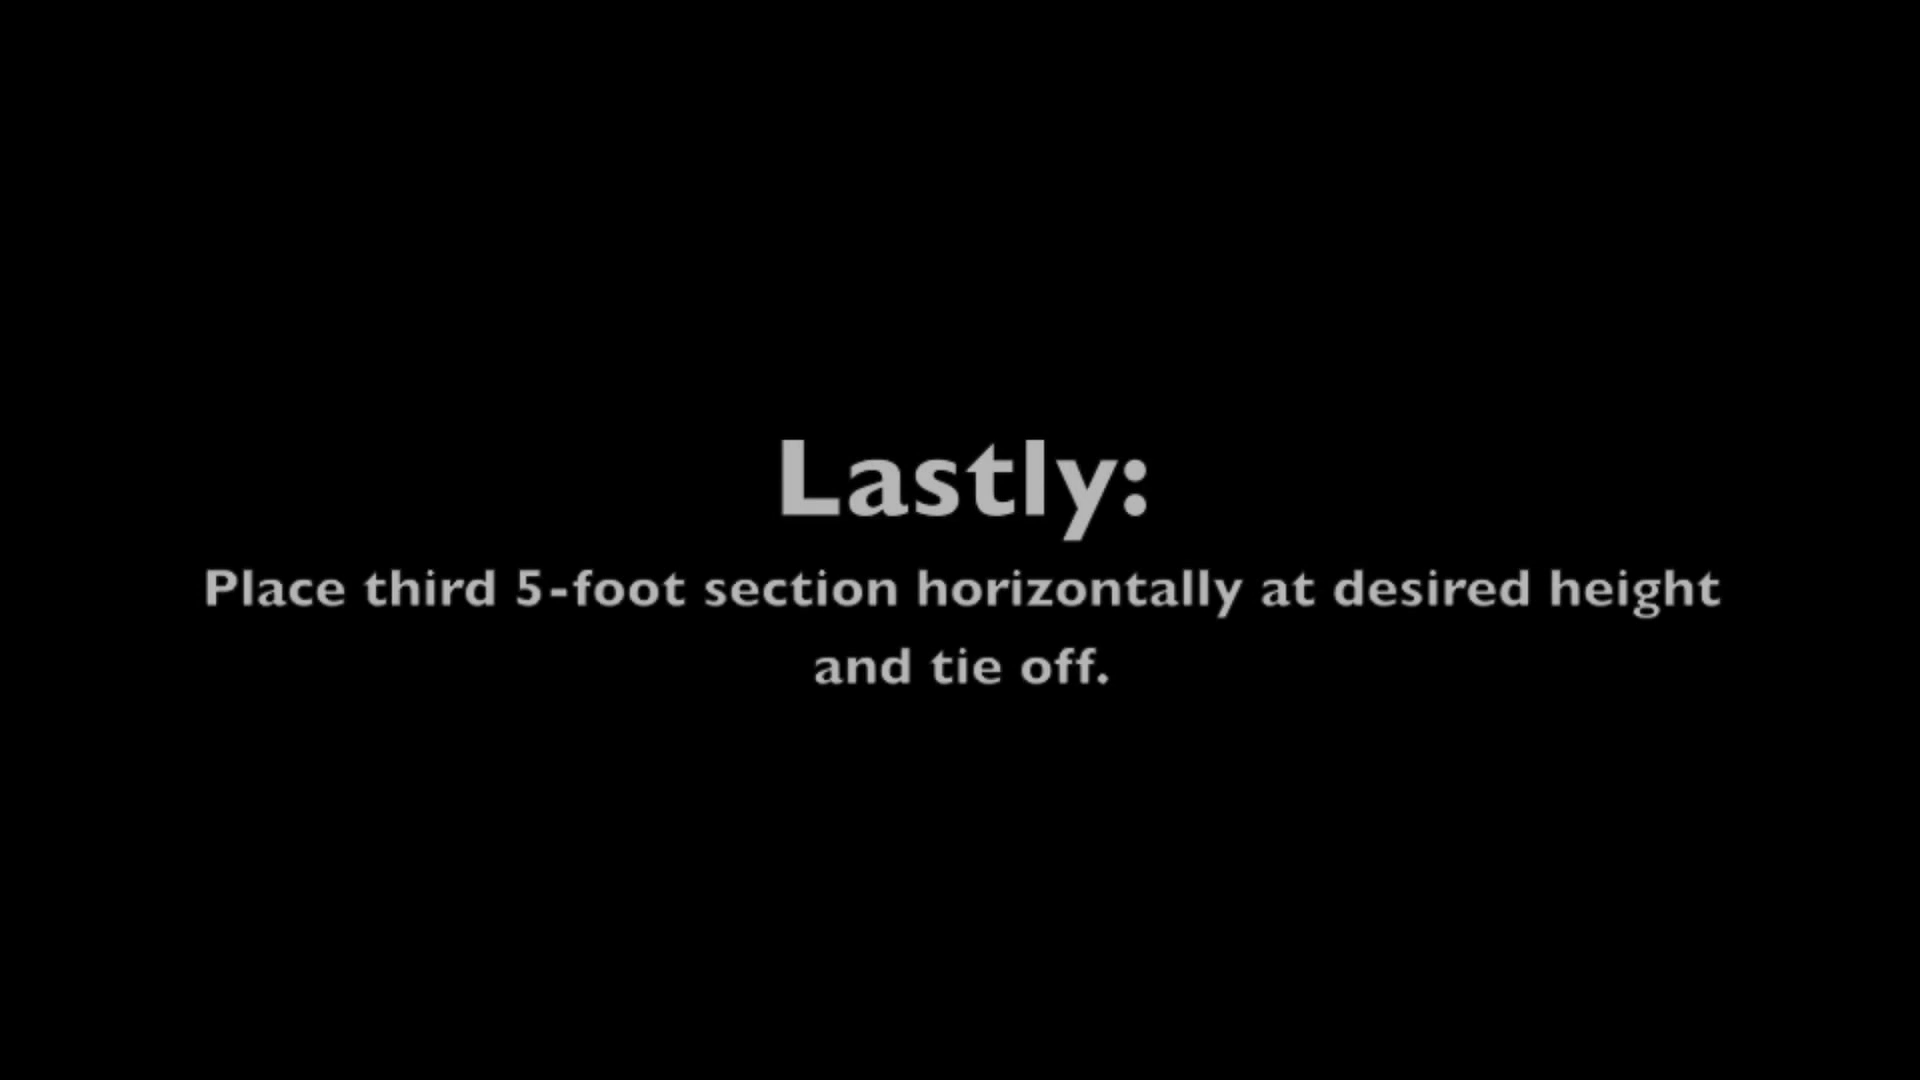 Lastly:
Place third 5-foot section horizontally at desired height
and tie off.